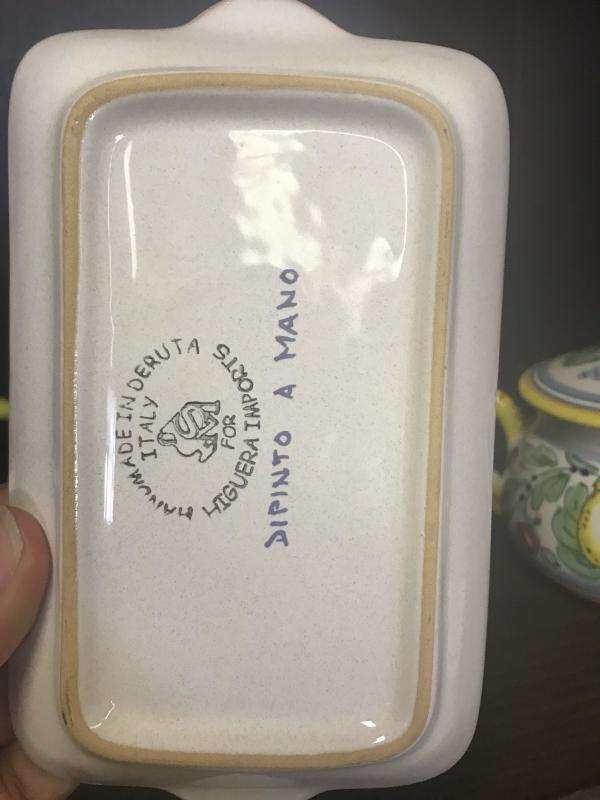 HANDMADE IN DERUTA
ITALY
FOR
HIGUERA IMPORTS
DIPINTO A MANO